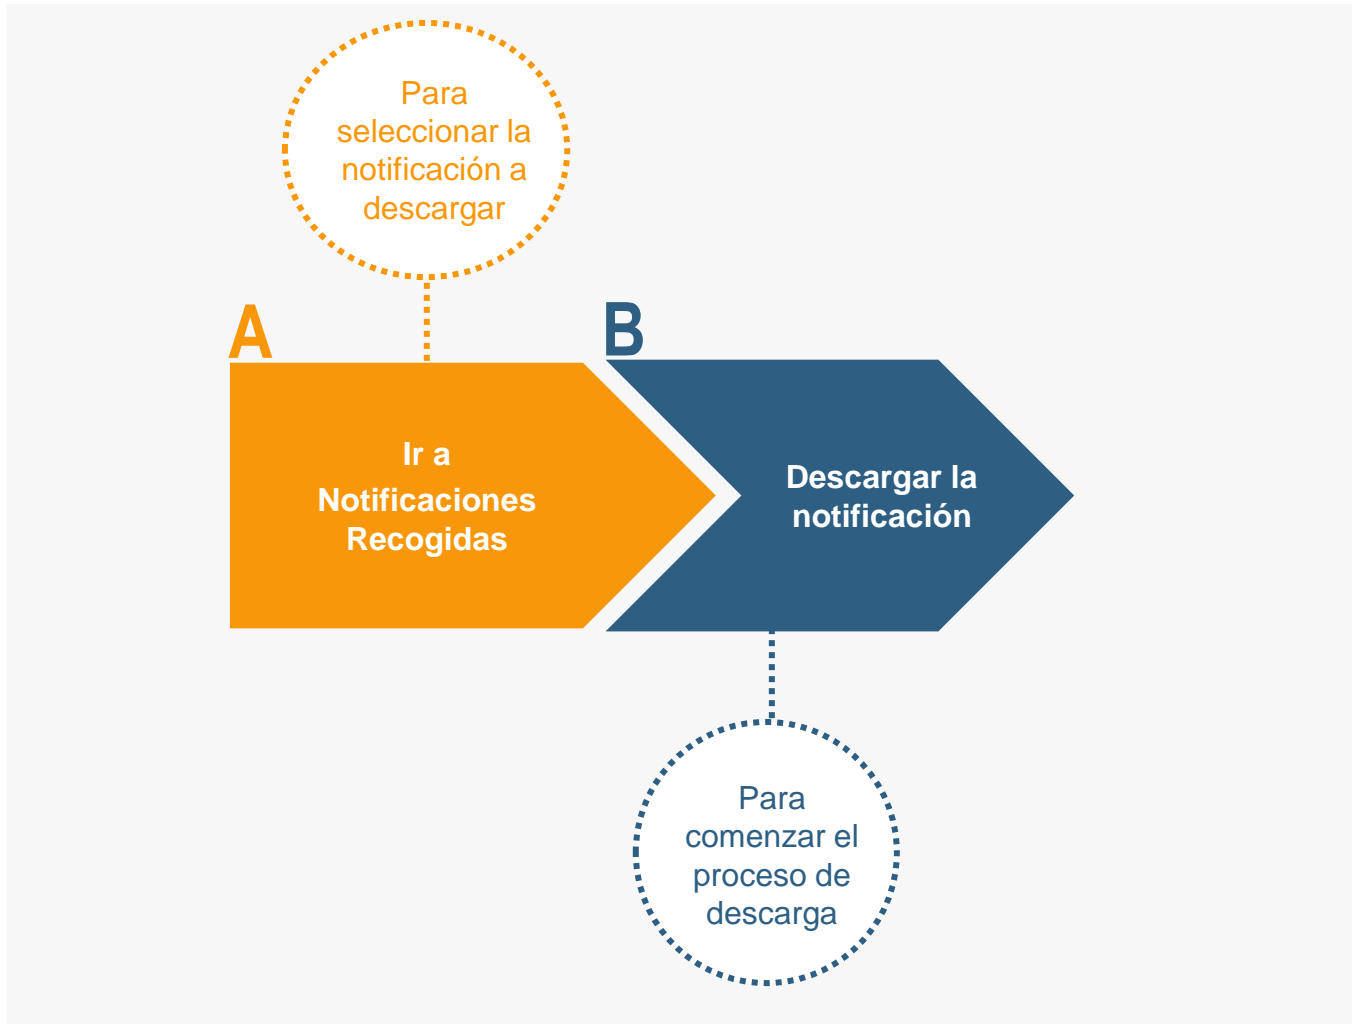 Para
seleccionar la
notificación a
descargar
A
Ir a
Notificaciones
Recogidas
B
Descargar la
notificación
Para
comenzar el
proceso de
descarga